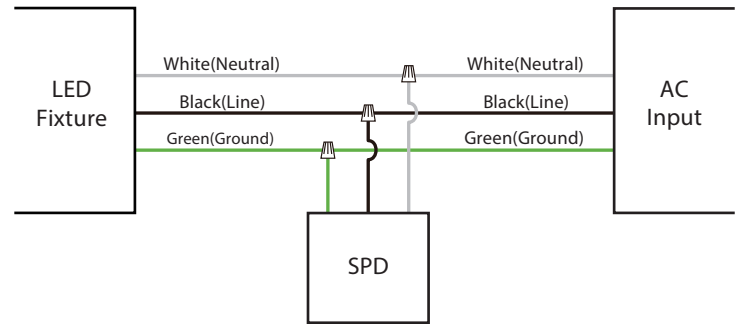 White(Neutral) White(Neutral)
LED
Fixture
Black(Line) Black(Line)
AC
Input
Green(Ground) Green(Ground)
SPD